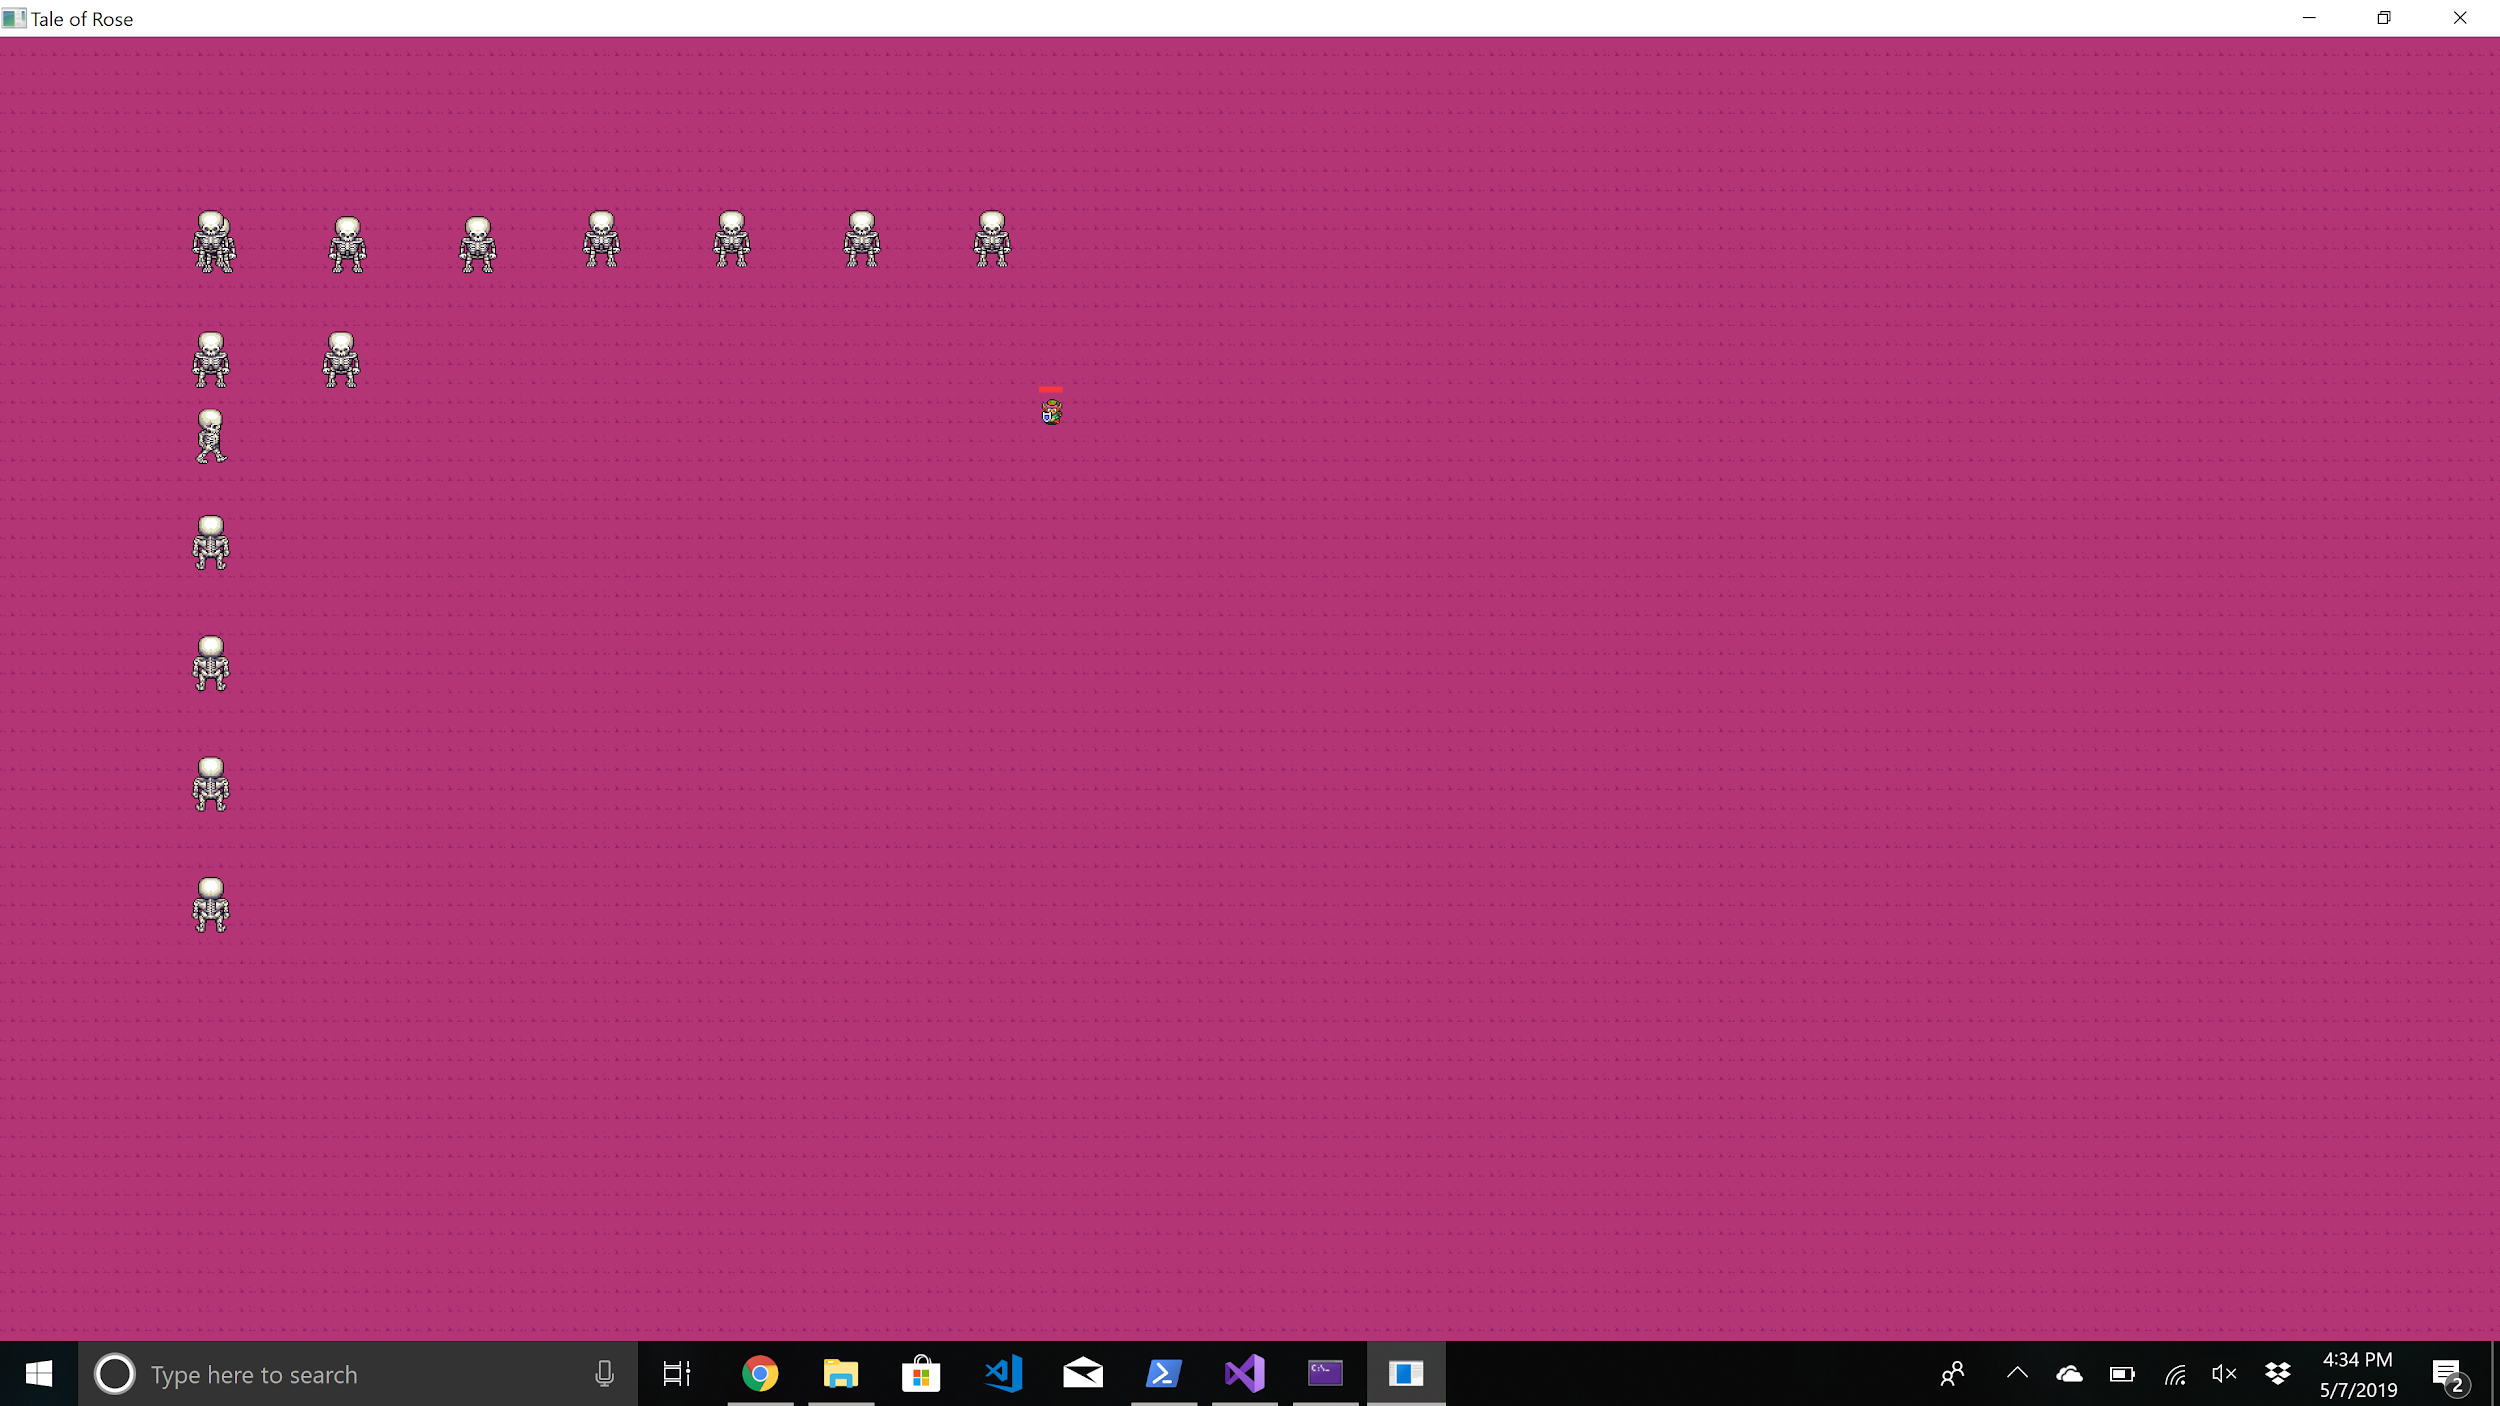 Tale of Rose
Type here to search
C:\_
4:34 PM
5/7/2019
2